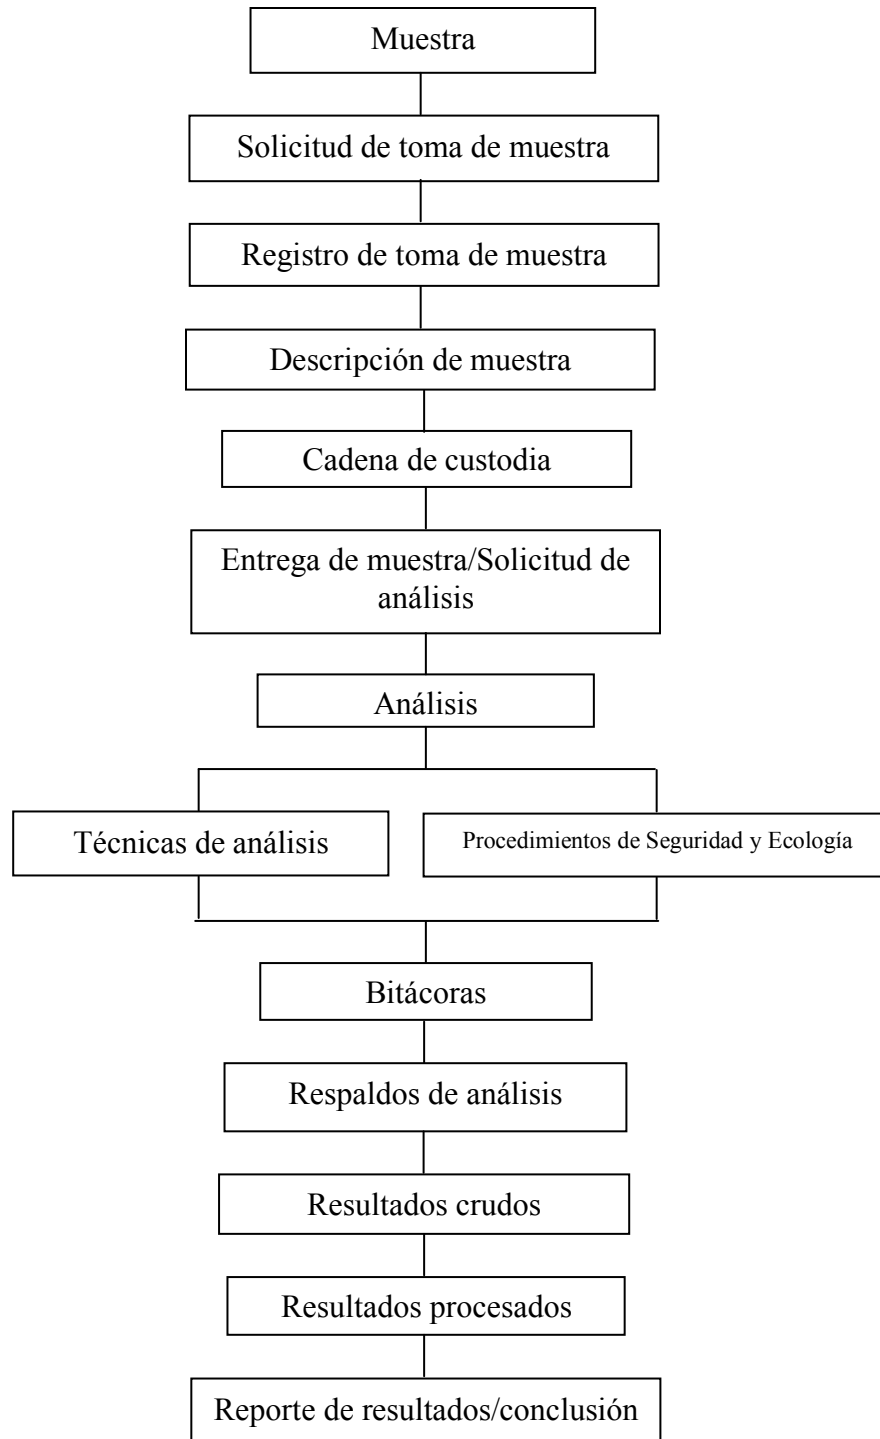 Muestra
Solicitud de toma de muestra
Registro de toma de muestra
Descripción de muestra
Cadena de custodia
Entrega de muestra/Solicitud de
análisis
Análisis
Técnicas de análisis
Procedimientos de Seguridad y Ecología
Bitácoras
Respaldos de análisis
Resultados crudos
Resultados procesados
Reporte de resultados/conclusión